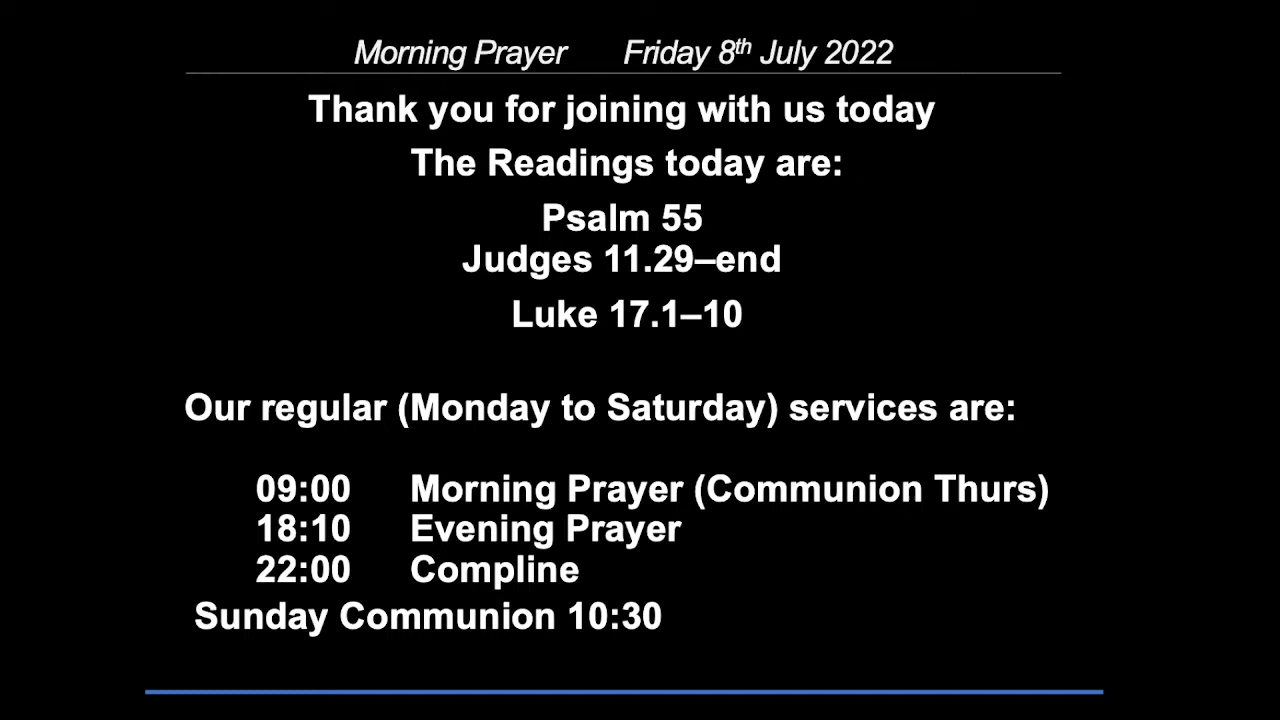 Morning Prayer Friday 8th July 2022
Thank you for joining with us today
The Readings today are:
Psalm 55
Judges 11.29–end
Luke 17.1–10
Our regular (Monday to Saturday) services are:
09:00 Morning Prayer (Communion Thurs)
18:10 Evening Prayer
22:00 Compline
Sunday Communion 10:30